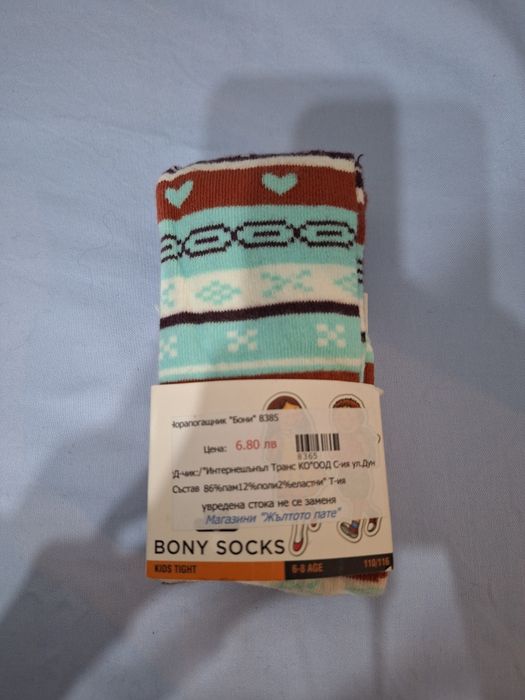 Чорапогащник "Бони" 8385
Цена: 6.80 лв
8365
Д-чик:/"Интернешънъл Транс КО"ООД С-ия ул.Дун
Състав 86%пам12%поли2%еластни" Т-ия
увредена стока не се заменя
Магазини "Жълтото пате"
BONY SOCKS
KIDS TIGHT 6-8 AGE 110/116